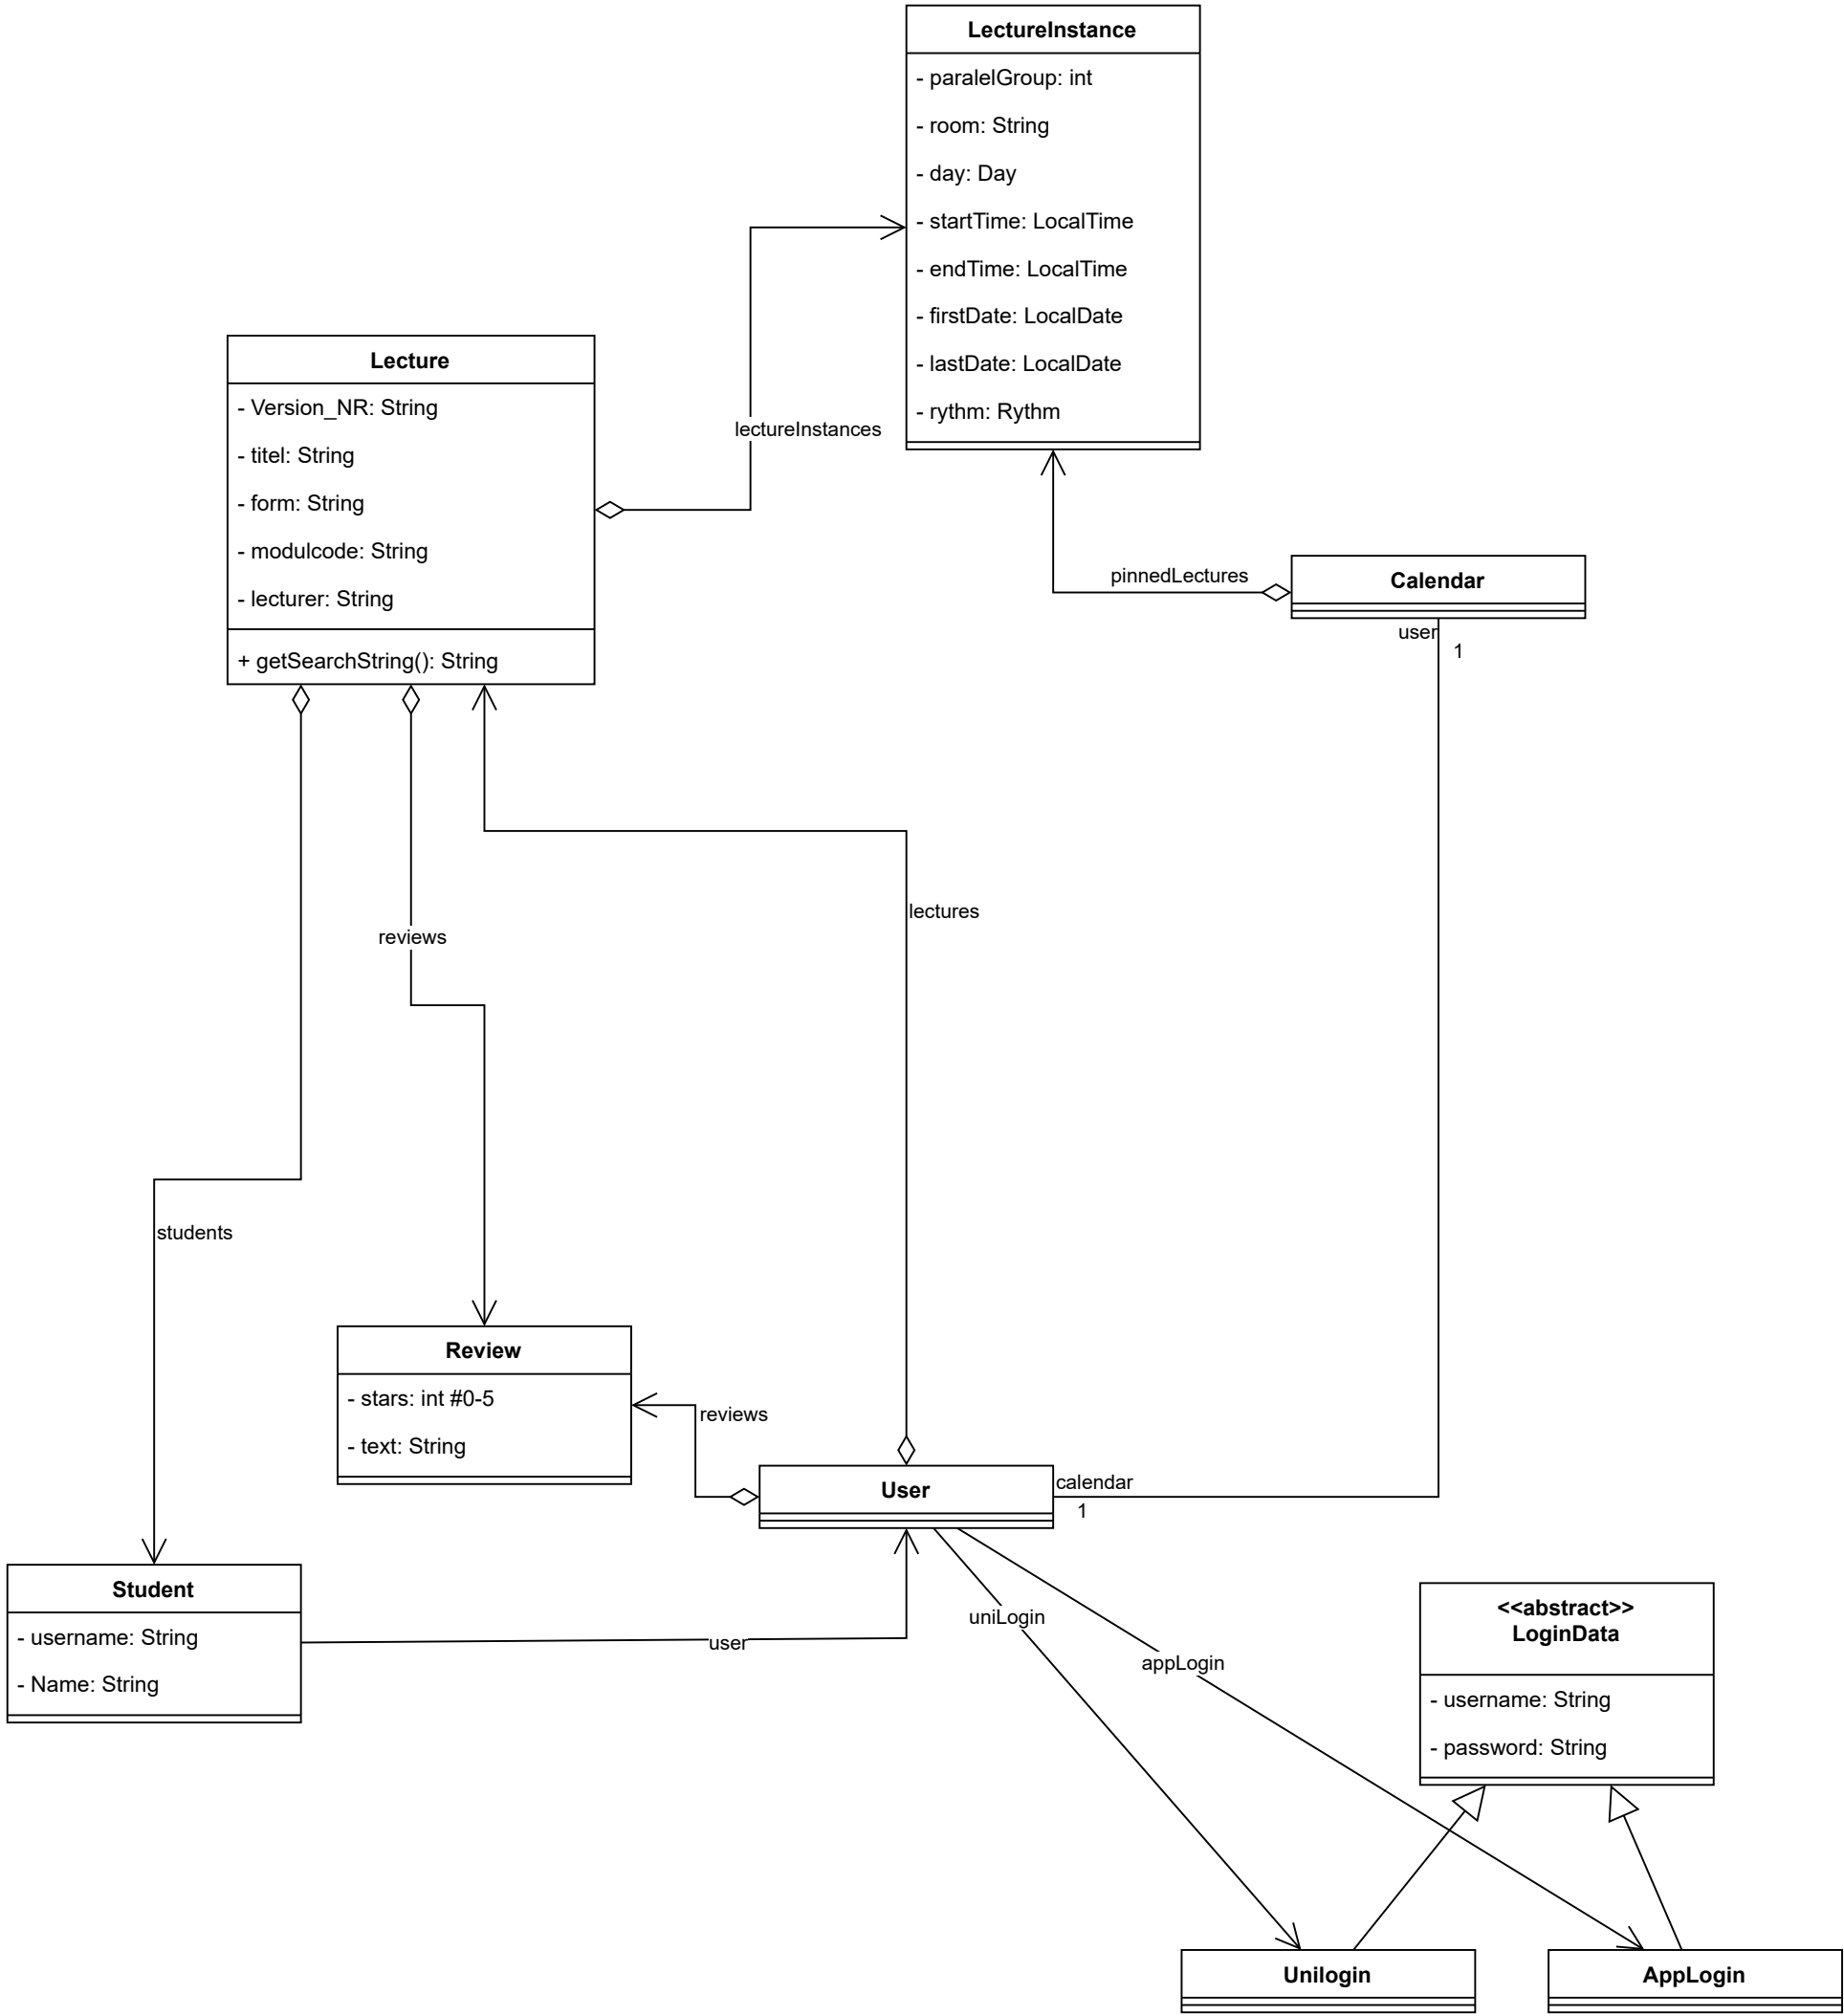 LectureInstance
- paralelGroup: int
- room: String
- day: Day
- startTime: LocalTime
- endTime: LocalTime
- firstDate: LocalDate
- lastDate: LocalDate
- rythm: Rythm
Lecture
- Version_NR: String
- titel: String
- form: String
- modulcode: String
- lecturer: String
+ getSearchString(): String
lectureInstances
pinnedLectures
Calendar
user
1
lectures
reviews
students
Review
- stars: int #0-5
- text: String
reviews
User
calendar
1
Student
- username: String
- Name: String
user
uniLogin
appLogin
<<abstract>>
LoginData
- username: String
- password: String
Unilogin
AppLogin